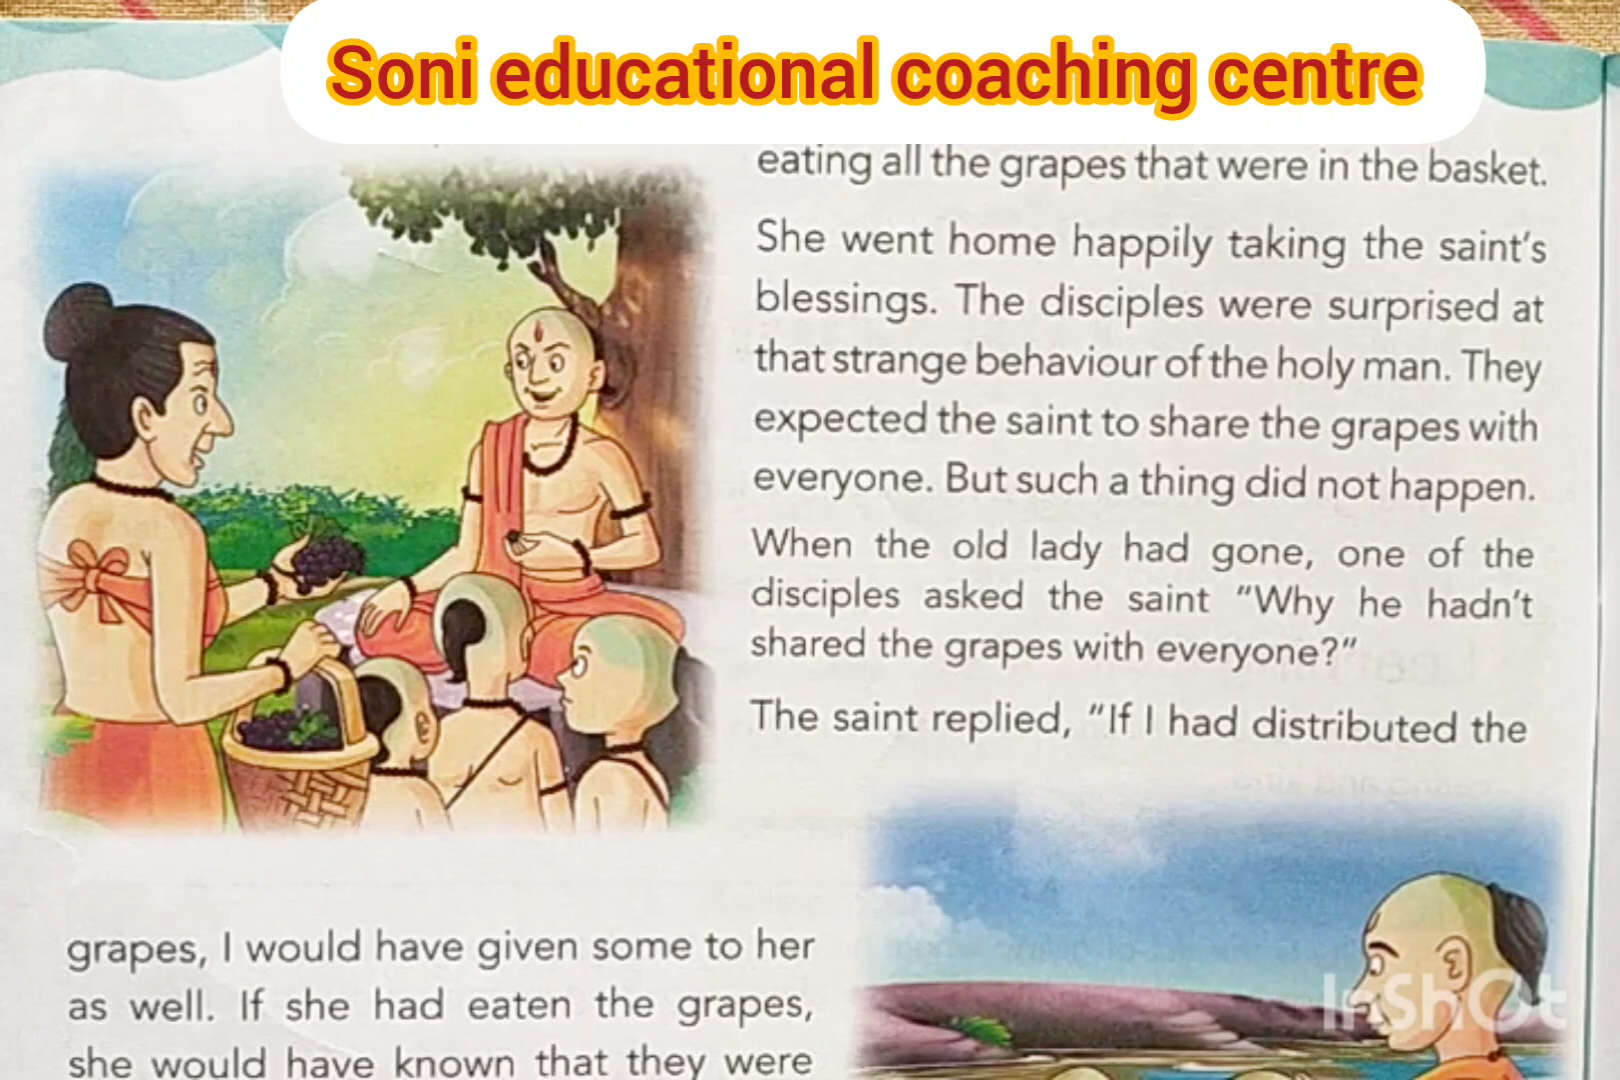 Soni educational coaching centre
eating all the grapes that were in the basket.
She went home happily taking the saint's
blessings. The disciples were surprised at
that strange behaviour of the holy man. They
expected the saint to share the grapes with
everyone. But such a thing did not happen.
When the old lady had gone, one of the
disciples asked the saint "Why he hadn't
shared the grapes with everyone?"
The saint replied, "If I had distributed the
grapes, I would have given some to her
as well. If she had eaten the grapes,
she would have known that they were
InShOt